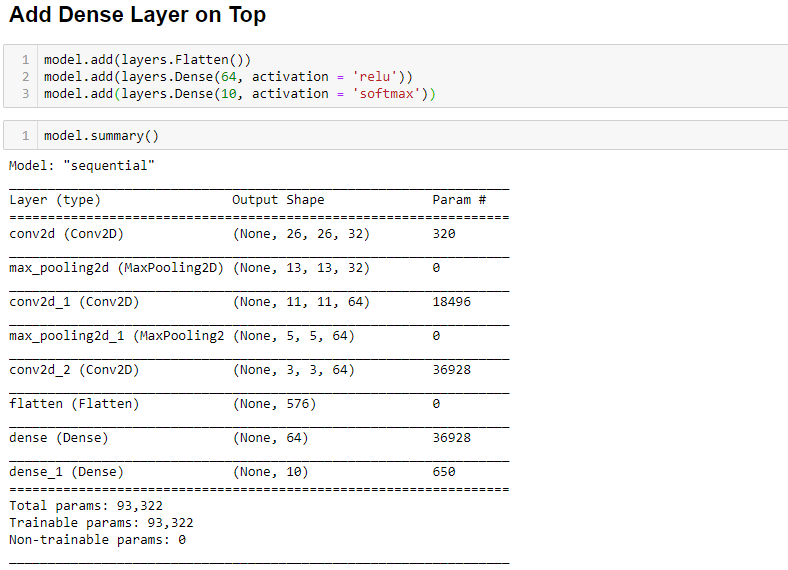 Add Dense Layer on Top
1 model.add(layers.Flatten())
2 model.add(layers.Dense(64, activation = 'relu'))
3 model.add(layers.Dense(10, activation = 'softmax'))
1 model.summary()
Model: "sequential"
_________________________________________________________________
Layer (type)                 Output Shape              Param #
=================================================================
conv2d (Conv2D)              (None, 26, 26, 32)        320
_________________________________________________________________
max_pooling2d (MaxPooling2D) (None, 13, 13, 32)        0
_________________________________________________________________
conv2d_1 (Conv2D)            (None, 11, 11, 64)        18496
_________________________________________________________________
max_pooling2d_1 (MaxPooling2 (None, 5, 5, 64)          0
_________________________________________________________________
conv2d_2 (Conv2D)            (None, 3, 3, 64)          36928
_________________________________________________________________
flatten (Flatten)            (None, 576)               0
_________________________________________________________________
dense (Dense)                (None, 64)                36928
_________________________________________________________________
dense_1 (Dense)              (None, 10)                650
=================================================================
Total params: 93,322
Trainable params: 93,322
Non-trainable params: 0
_________________________________________________________________